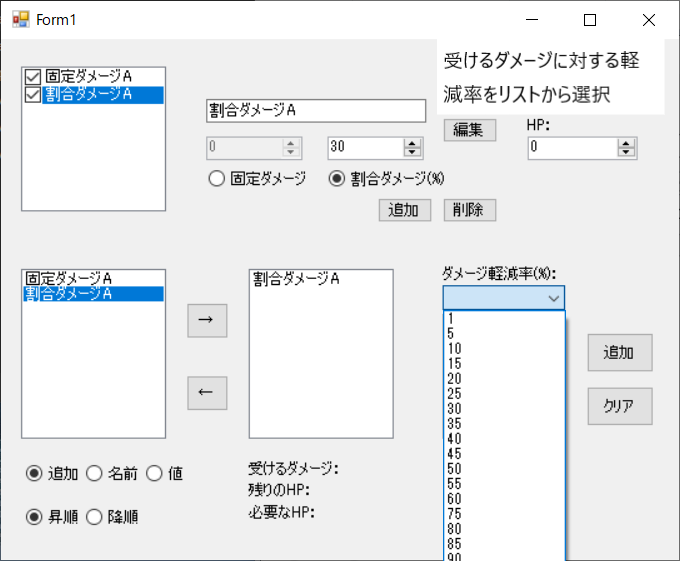 Form1
受けるダメージに対する軽
減率をリストから選択
固定ダメージA
割合ダメージA
割合ダメージA
編集
HP:
0
30
0
固定ダメージ
割合ダメージ(%)
追加
削除
固定ダメージA
割合ダメージA
→
←
割合ダメージA
ダメージ軽減率(%):
1
5
10
15
20
25
30
35
40
45
50
55
60
75
80
85
90
追加
クリア
追加
名前
値
昇順
降順
受けるダメージ:
残りのHP:
必要なHP: